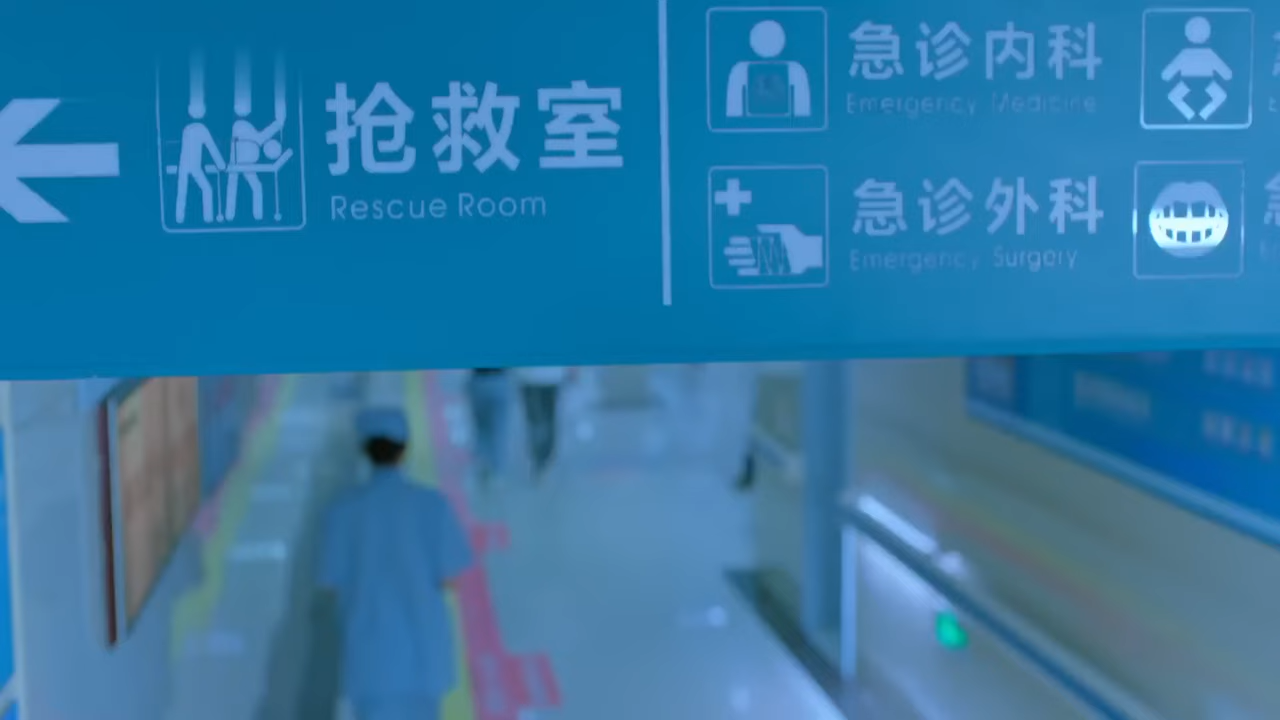 抢救室
Rescue Room
急诊内科
Emergency Medicine
急诊外科
Emergency Surgery